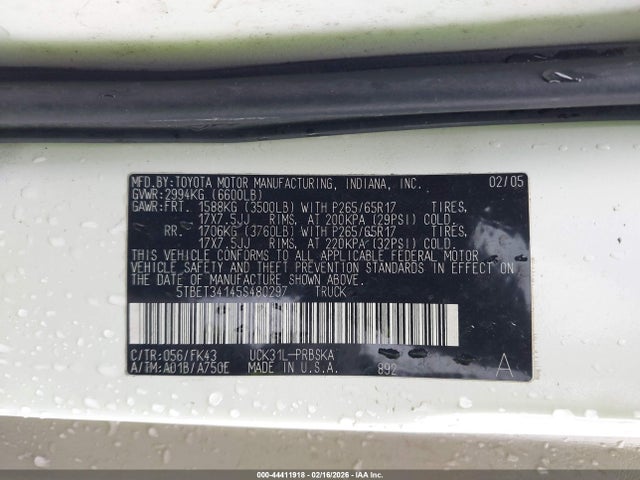 MFD.BY:TOYOTA MOTOR MANUFACTURING, INDIANA, INC. 02/05
GVWR:2994KG (6600LB)
GAWR:FRT. 1588KG (3500LB) WITH P265/65R17 TIRES,
17X7.5JJ RIMS, AT 200KPA (29PSI) COLD.
RR. 1706KG (3760LB) WITH P265/65R17 TIRES,
17X7.5JJ RIMS, AT 220KPA (32PSI) COLD.
THIS VEHICLE CONFORMS TO ALL APPLICABLE FEDERAL MOTOR
VEHICLE SAFETY AND THEFT PREVENTION STANDARDS IN EFFECT ON
THE DATE OF MANUFACTURE SHOWN ABOVE.
5TBET34145S480297 TRUCK
C/TR:056/FK43 UCK31L-PRBSKA
A/TM:A01B/A750E MADE IN U.S.A. 892 A
000-44411918 - 02/16/2026 - IAA Inc.